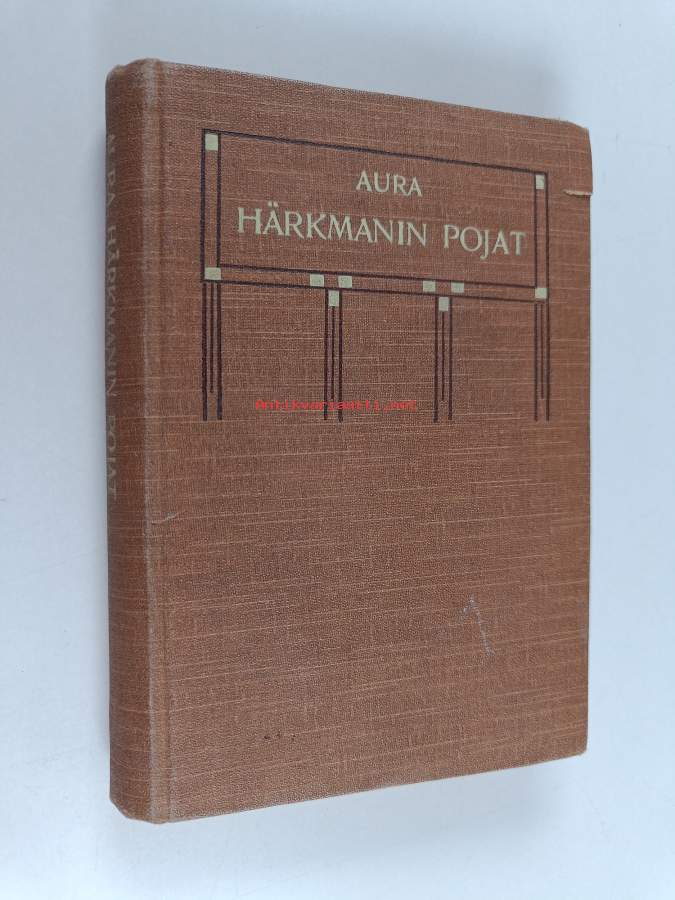 AURA
HÄRKMANIN POJAT
AURA HÄRKMANIN POJAT
Antikvariaatti.net